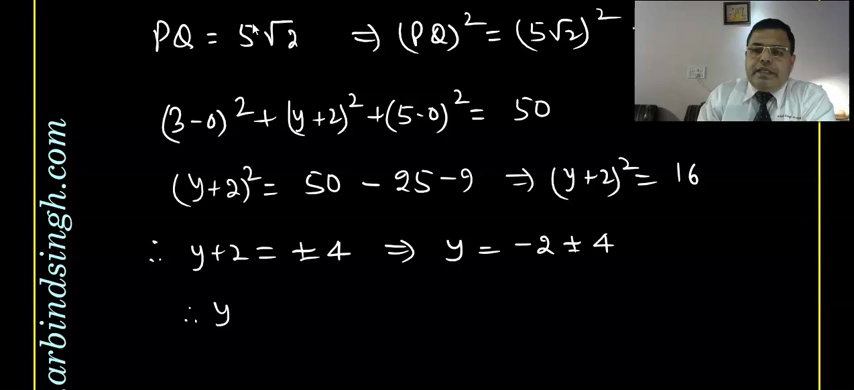 PQ = 5√2 ⇒ (PQ)² = (5√2)²
(3-0)² + (y+2)² + (5-0)² = 50
(y+2)² = 50 - 25 - 9 ⇒ (y+2)² = 16
∴ y+2 = ±4 ⇒ y = -2 ± 4
∴ y
arbindsingh.com